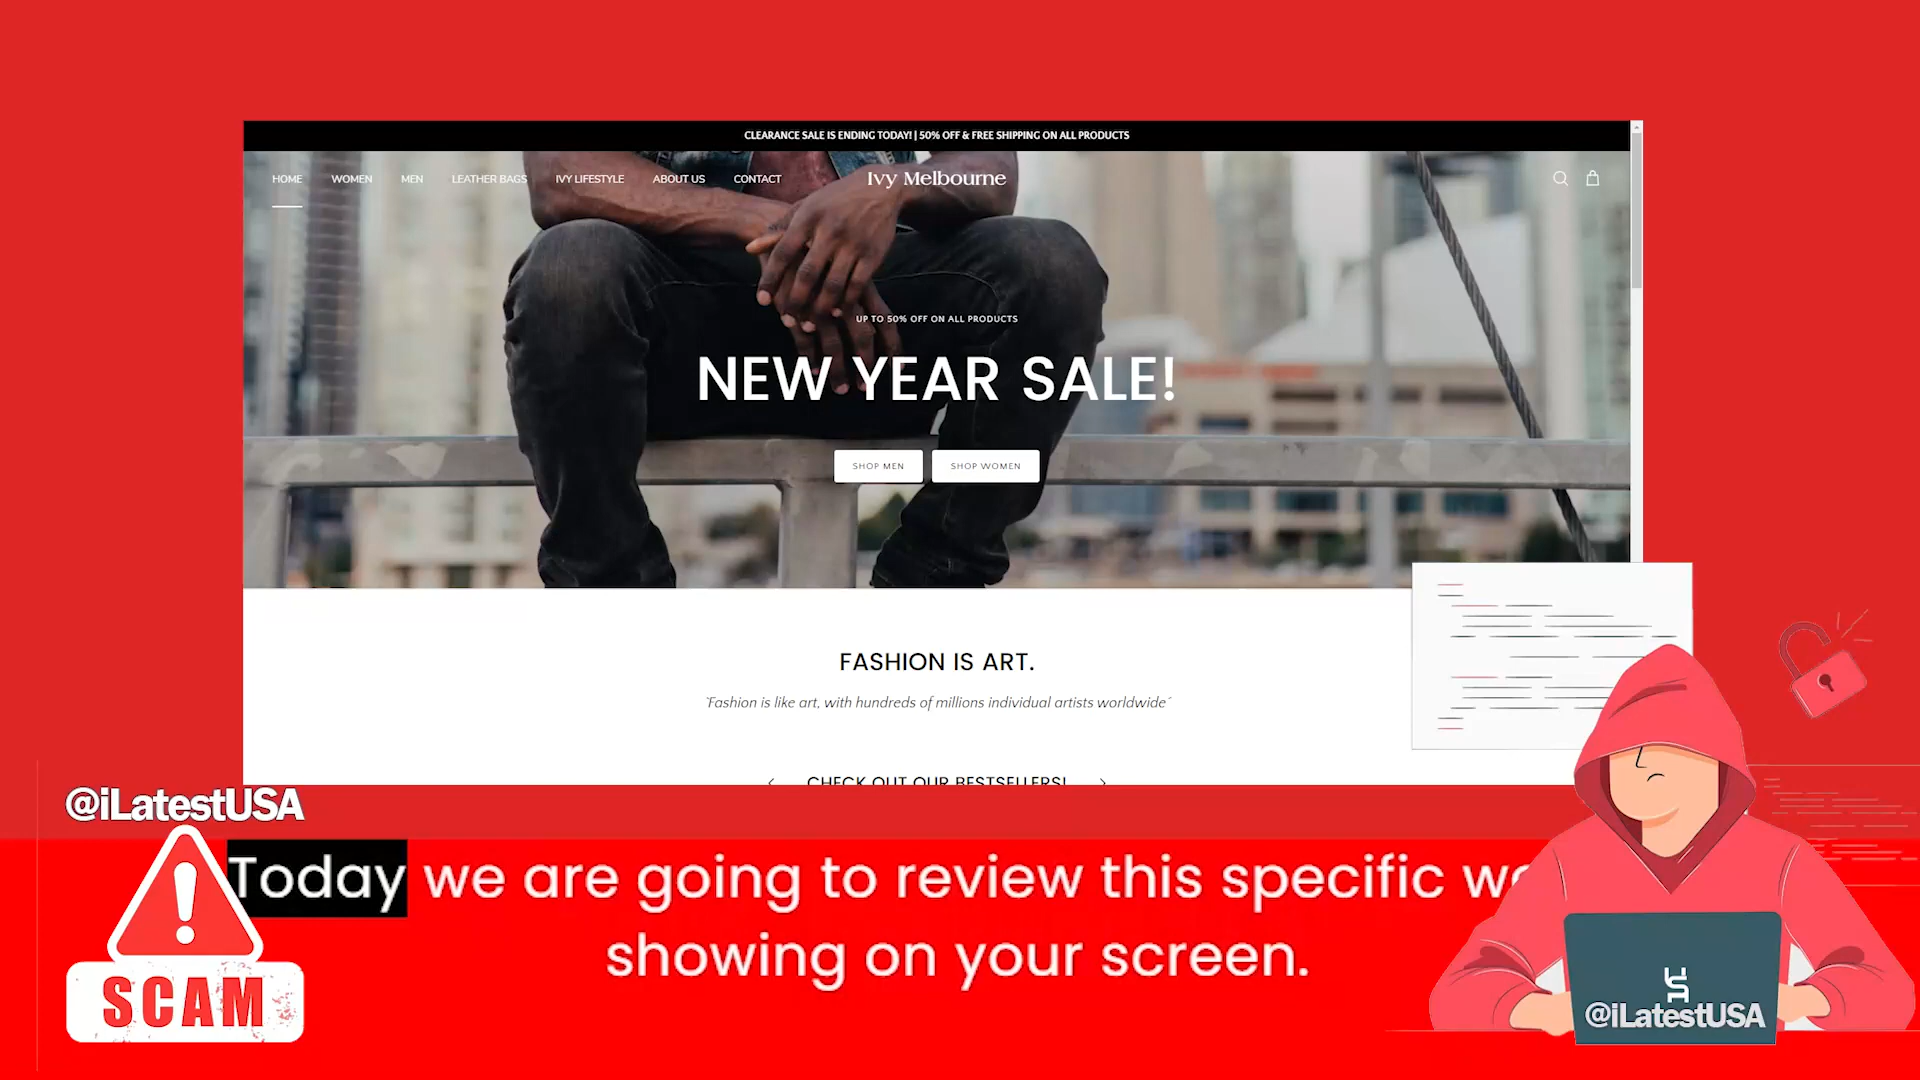 CLEARANCE SALE IS ENDING TODAY! | 50% OFF & FREE SHIPPING ON ALL PRODUCTS
HOME WOMEN MEN LEATHER BAGS IVY LIFESTYLE ABOUT US CONTACT Ivy Melbourne
UP TO 50% OFF ON ALL PRODUCTS
NEW YEAR SALE!
SHOP MEN SHOP WOMEN
FASHION IS ART.
"Fashion is like art, with hundreds of millions individual artists worldwide"
CHECK OUT OUR BESTSELLERS!
@iLatestUSA
Today we are going to review this specific
showing on your screen.
SCAM
@iLatestUSA